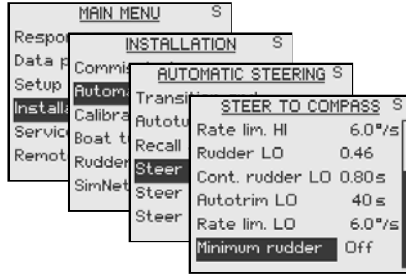 MAIN MENU S
Respo
Data p
Setup
Installa
Service
Remot
INSTALLATION S
Commis
Automa
Calibra
Boat t
Rudder
SimNet
AUTOMATIC STEERING S
Transition
Autotu
Recall
Steer
Steer
Steer
STEER TO COMPASS S
Rate lim. HI 6.0°/s
Rudder LO 0.46
Cont. rudder LO 0.80s
Autotrim LO 40s
Rate lim. LO 6.0°/s
Minimum rudder Off